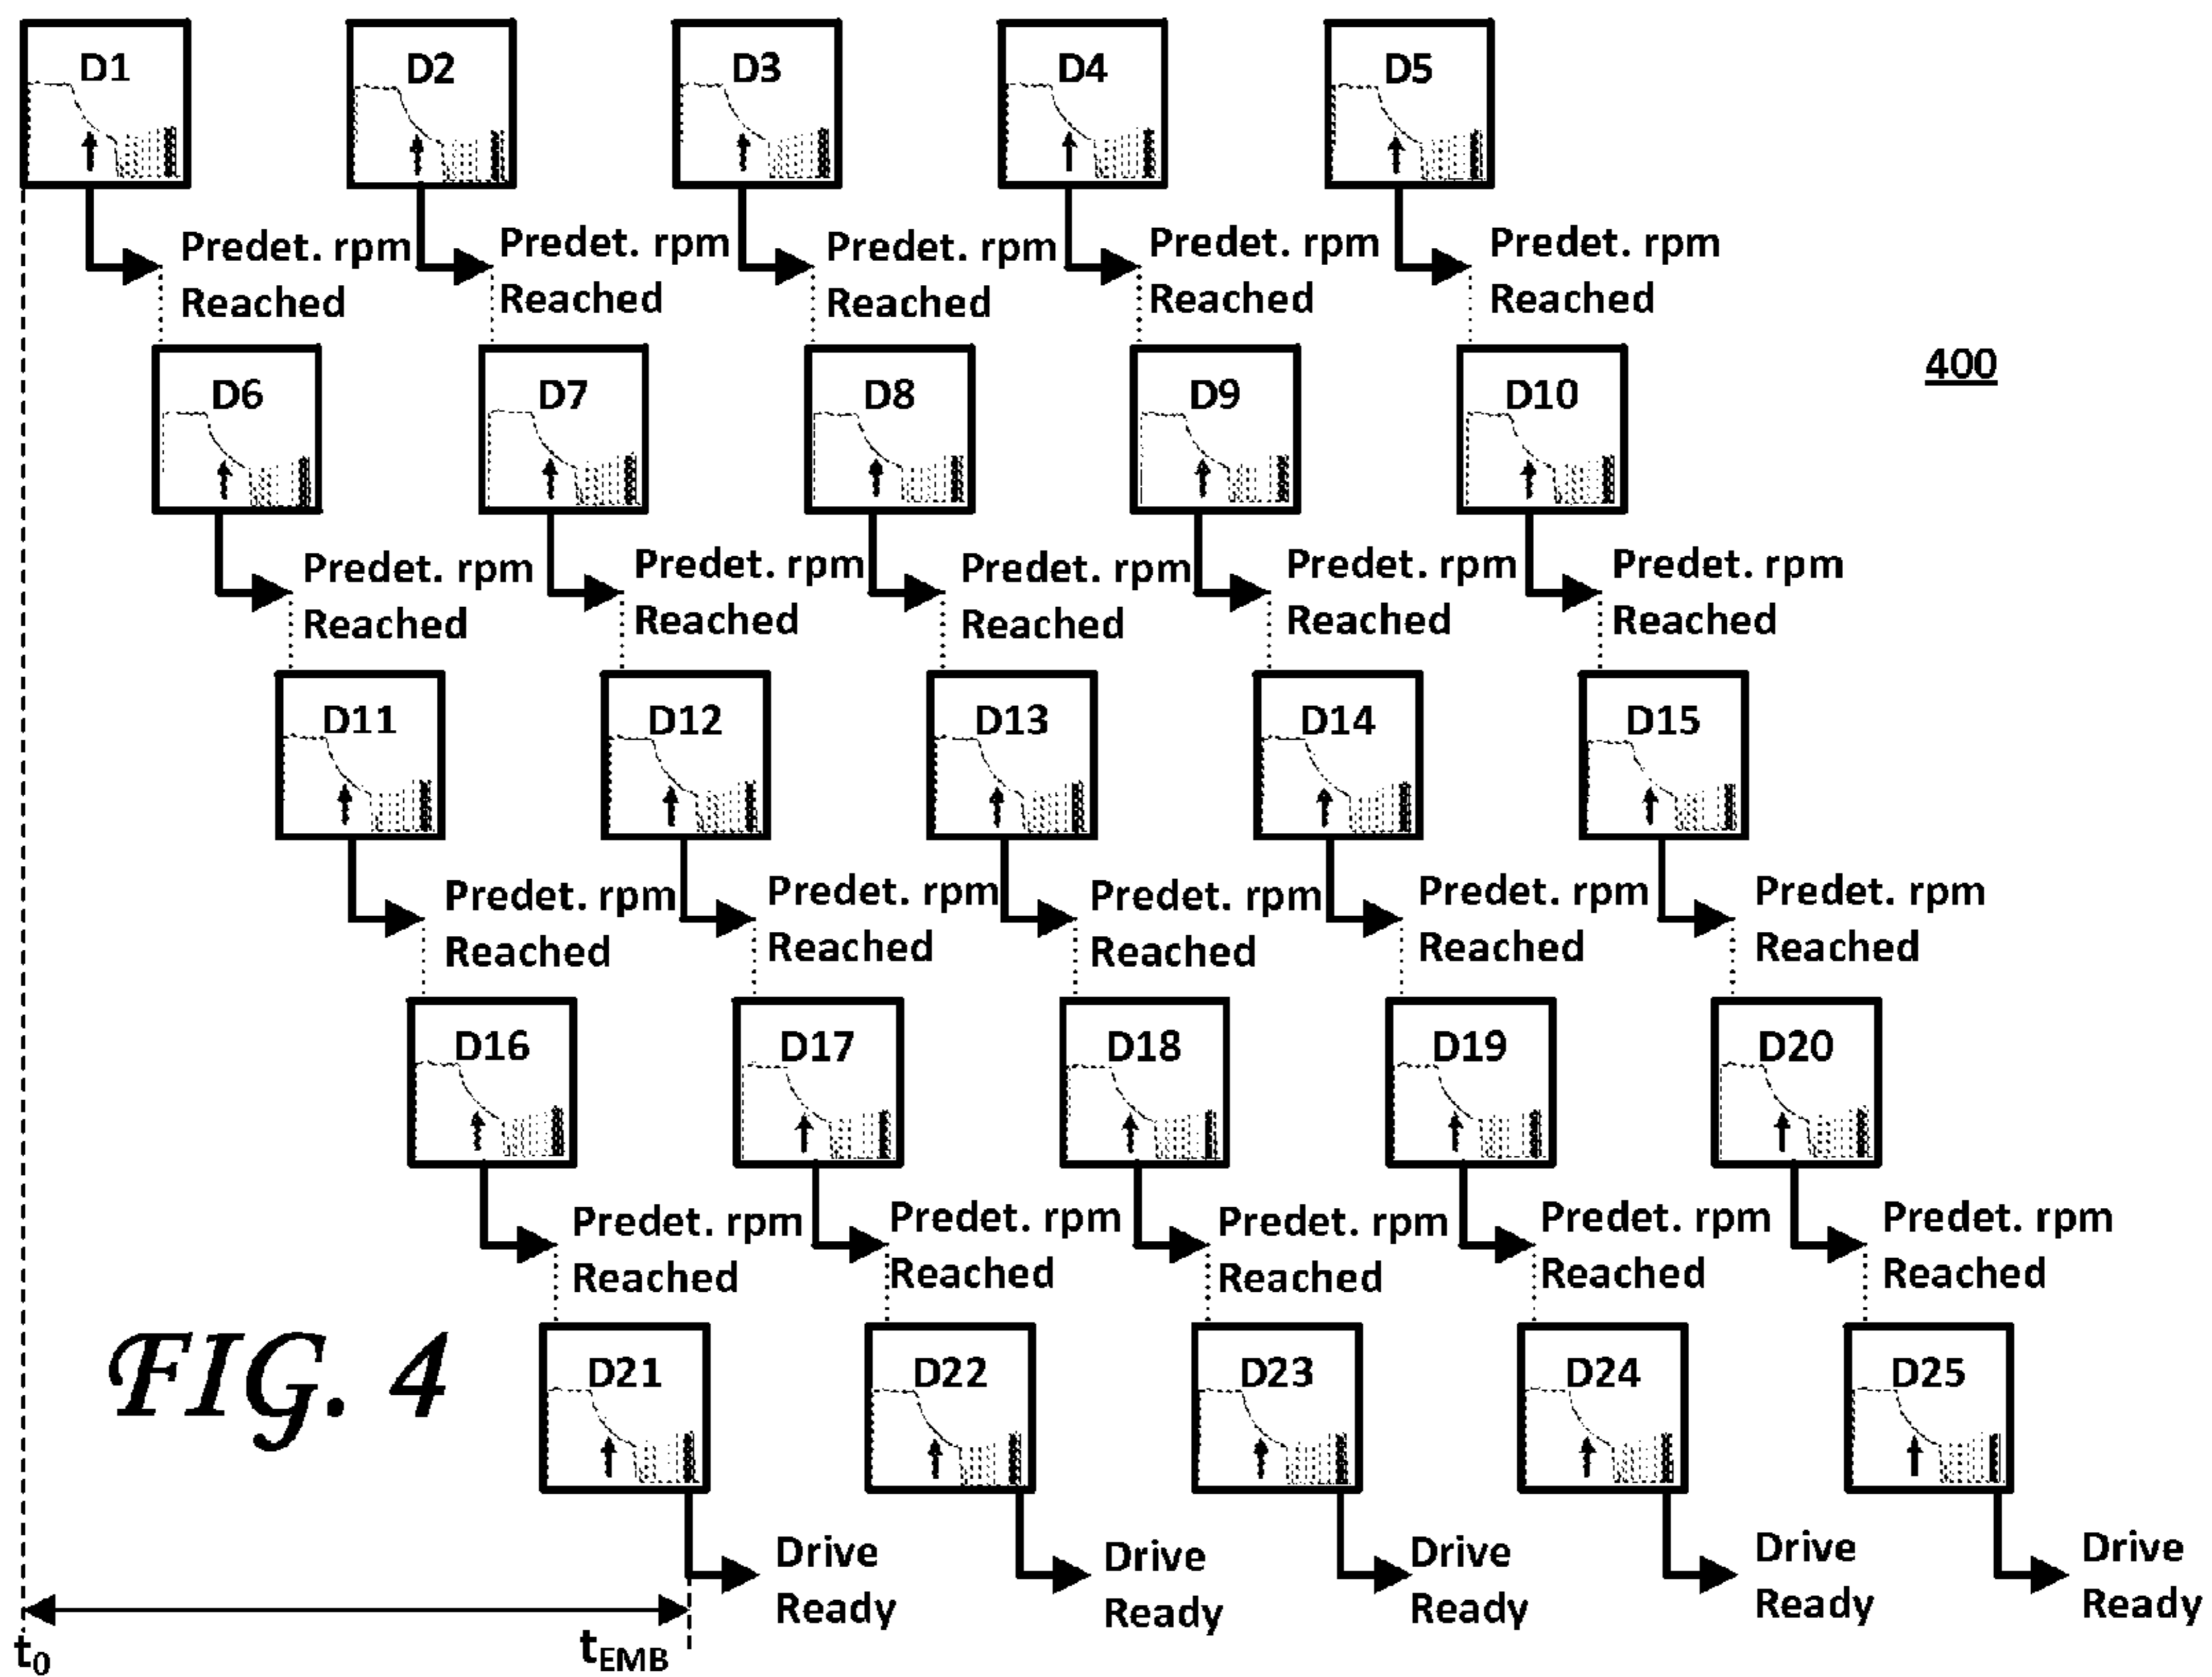 D1 D2 D3 D4 D5
Predet. rpm Predet. rpm Predet. rpm Predet. rpm Predet. rpm
Reached Reached Reached Reached Reached
400
D6 D7 D8 D9 D10
Predet. rpm Predet. rpm Predet. rpm Predet. rpm Predet. rpm
Reached Reached Reached Reached Reached
D11 D12 D13 D14 D15
Predet. rpm Predet. rpm Predet. rpm Predet. rpm Predet. rpm
Reached Reached Reached Reached Reached
D16 D17 D18 D19 D20
Predet. rpm Predet. rpm Predet. rpm Predet. rpm Predet. rpm
Reached Reached Reached Reached Reached
FIG. 4
D21 D22 D23 D24 D25
Drive Drive Drive Drive Drive
Ready Ready Ready Ready Ready
t0 tEMB